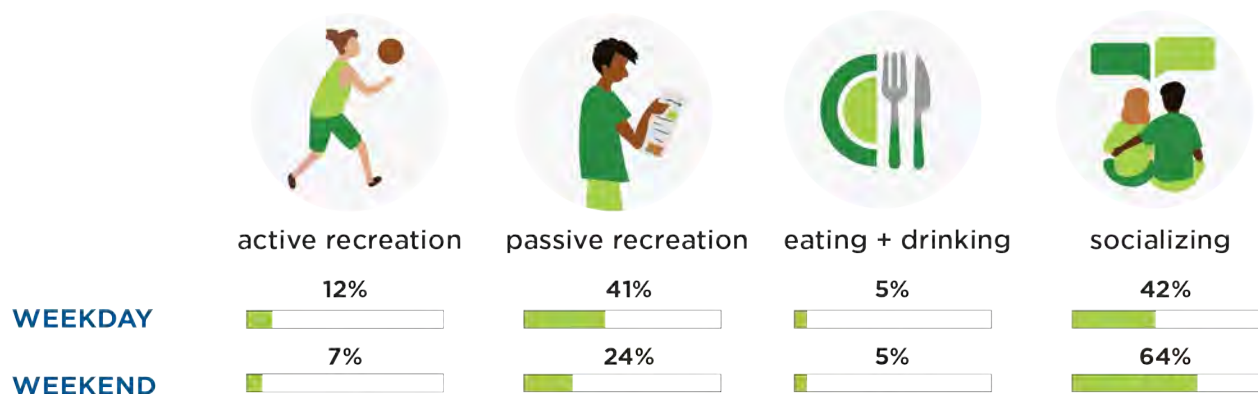 active recreation passive recreation eating + drinking socializing
12% 41% 5% 42%
WEEKDAY
7% 24% 5% 64%
WEEKEND